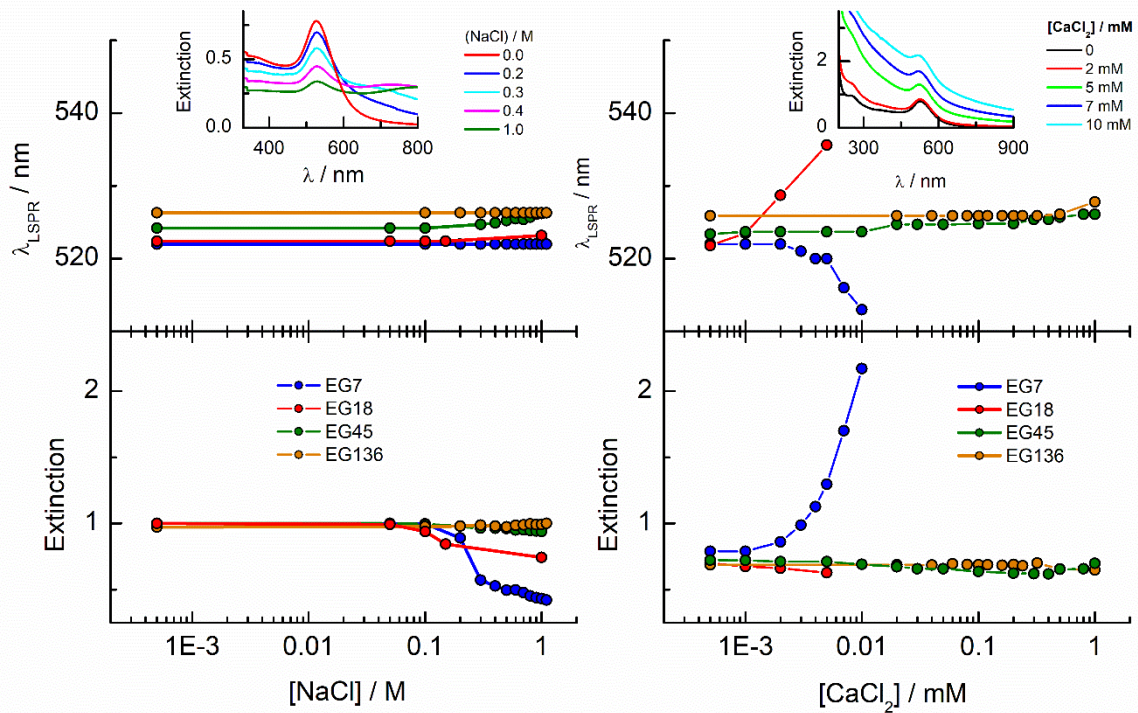 (NaCl) / M
0.0
0.2
0.3
0.4
1.0
Extinction
0.5
0.0
400
600
800
λ / nm
λLSPR / nm
540
520
[CaCl2] / mM
0
2 mM
5 mM
7 mM
10 mM
Extinction
2
0
300
600
900
λ / nm
λLSPR / nm
540
520
EG7
EG18
EG45
EG136
Extinction
2
1
1E-3
0.01
0.1
1
[NaCl] / M
EG7
EG18
EG45
EG136
Extinction
2
1
1E-3
0.01
0.1
1
[CaCl2] / mM